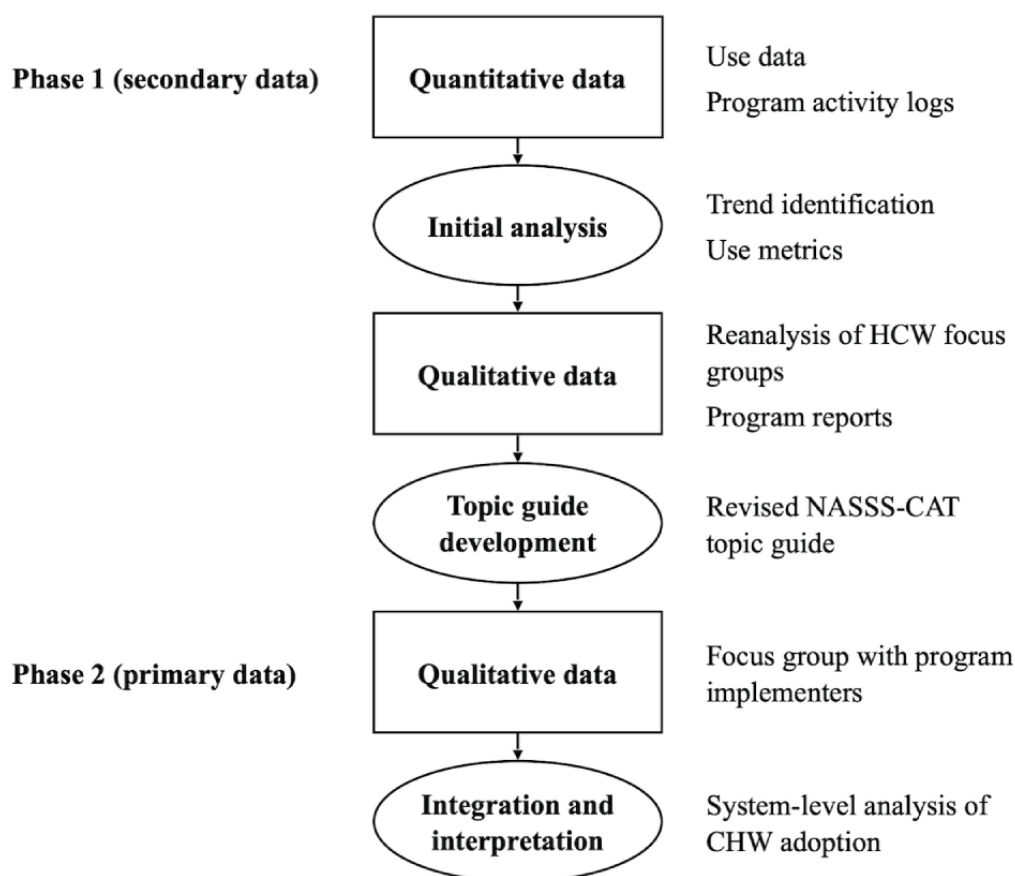 Phase 1 (secondary data)
Quantitative data
Use data
Program activity logs
Initial analysis
Trend identification
Use metrics
Qualitative data
Reanalysis of HCW focus
groups
Program reports
Topic guide
development
Revised NASSS-CAT
topic guide
Phase 2 (primary data)
Qualitative data
Focus group with program
implementers
Integration and
interpretation
System-level analysis of
CHW adoption